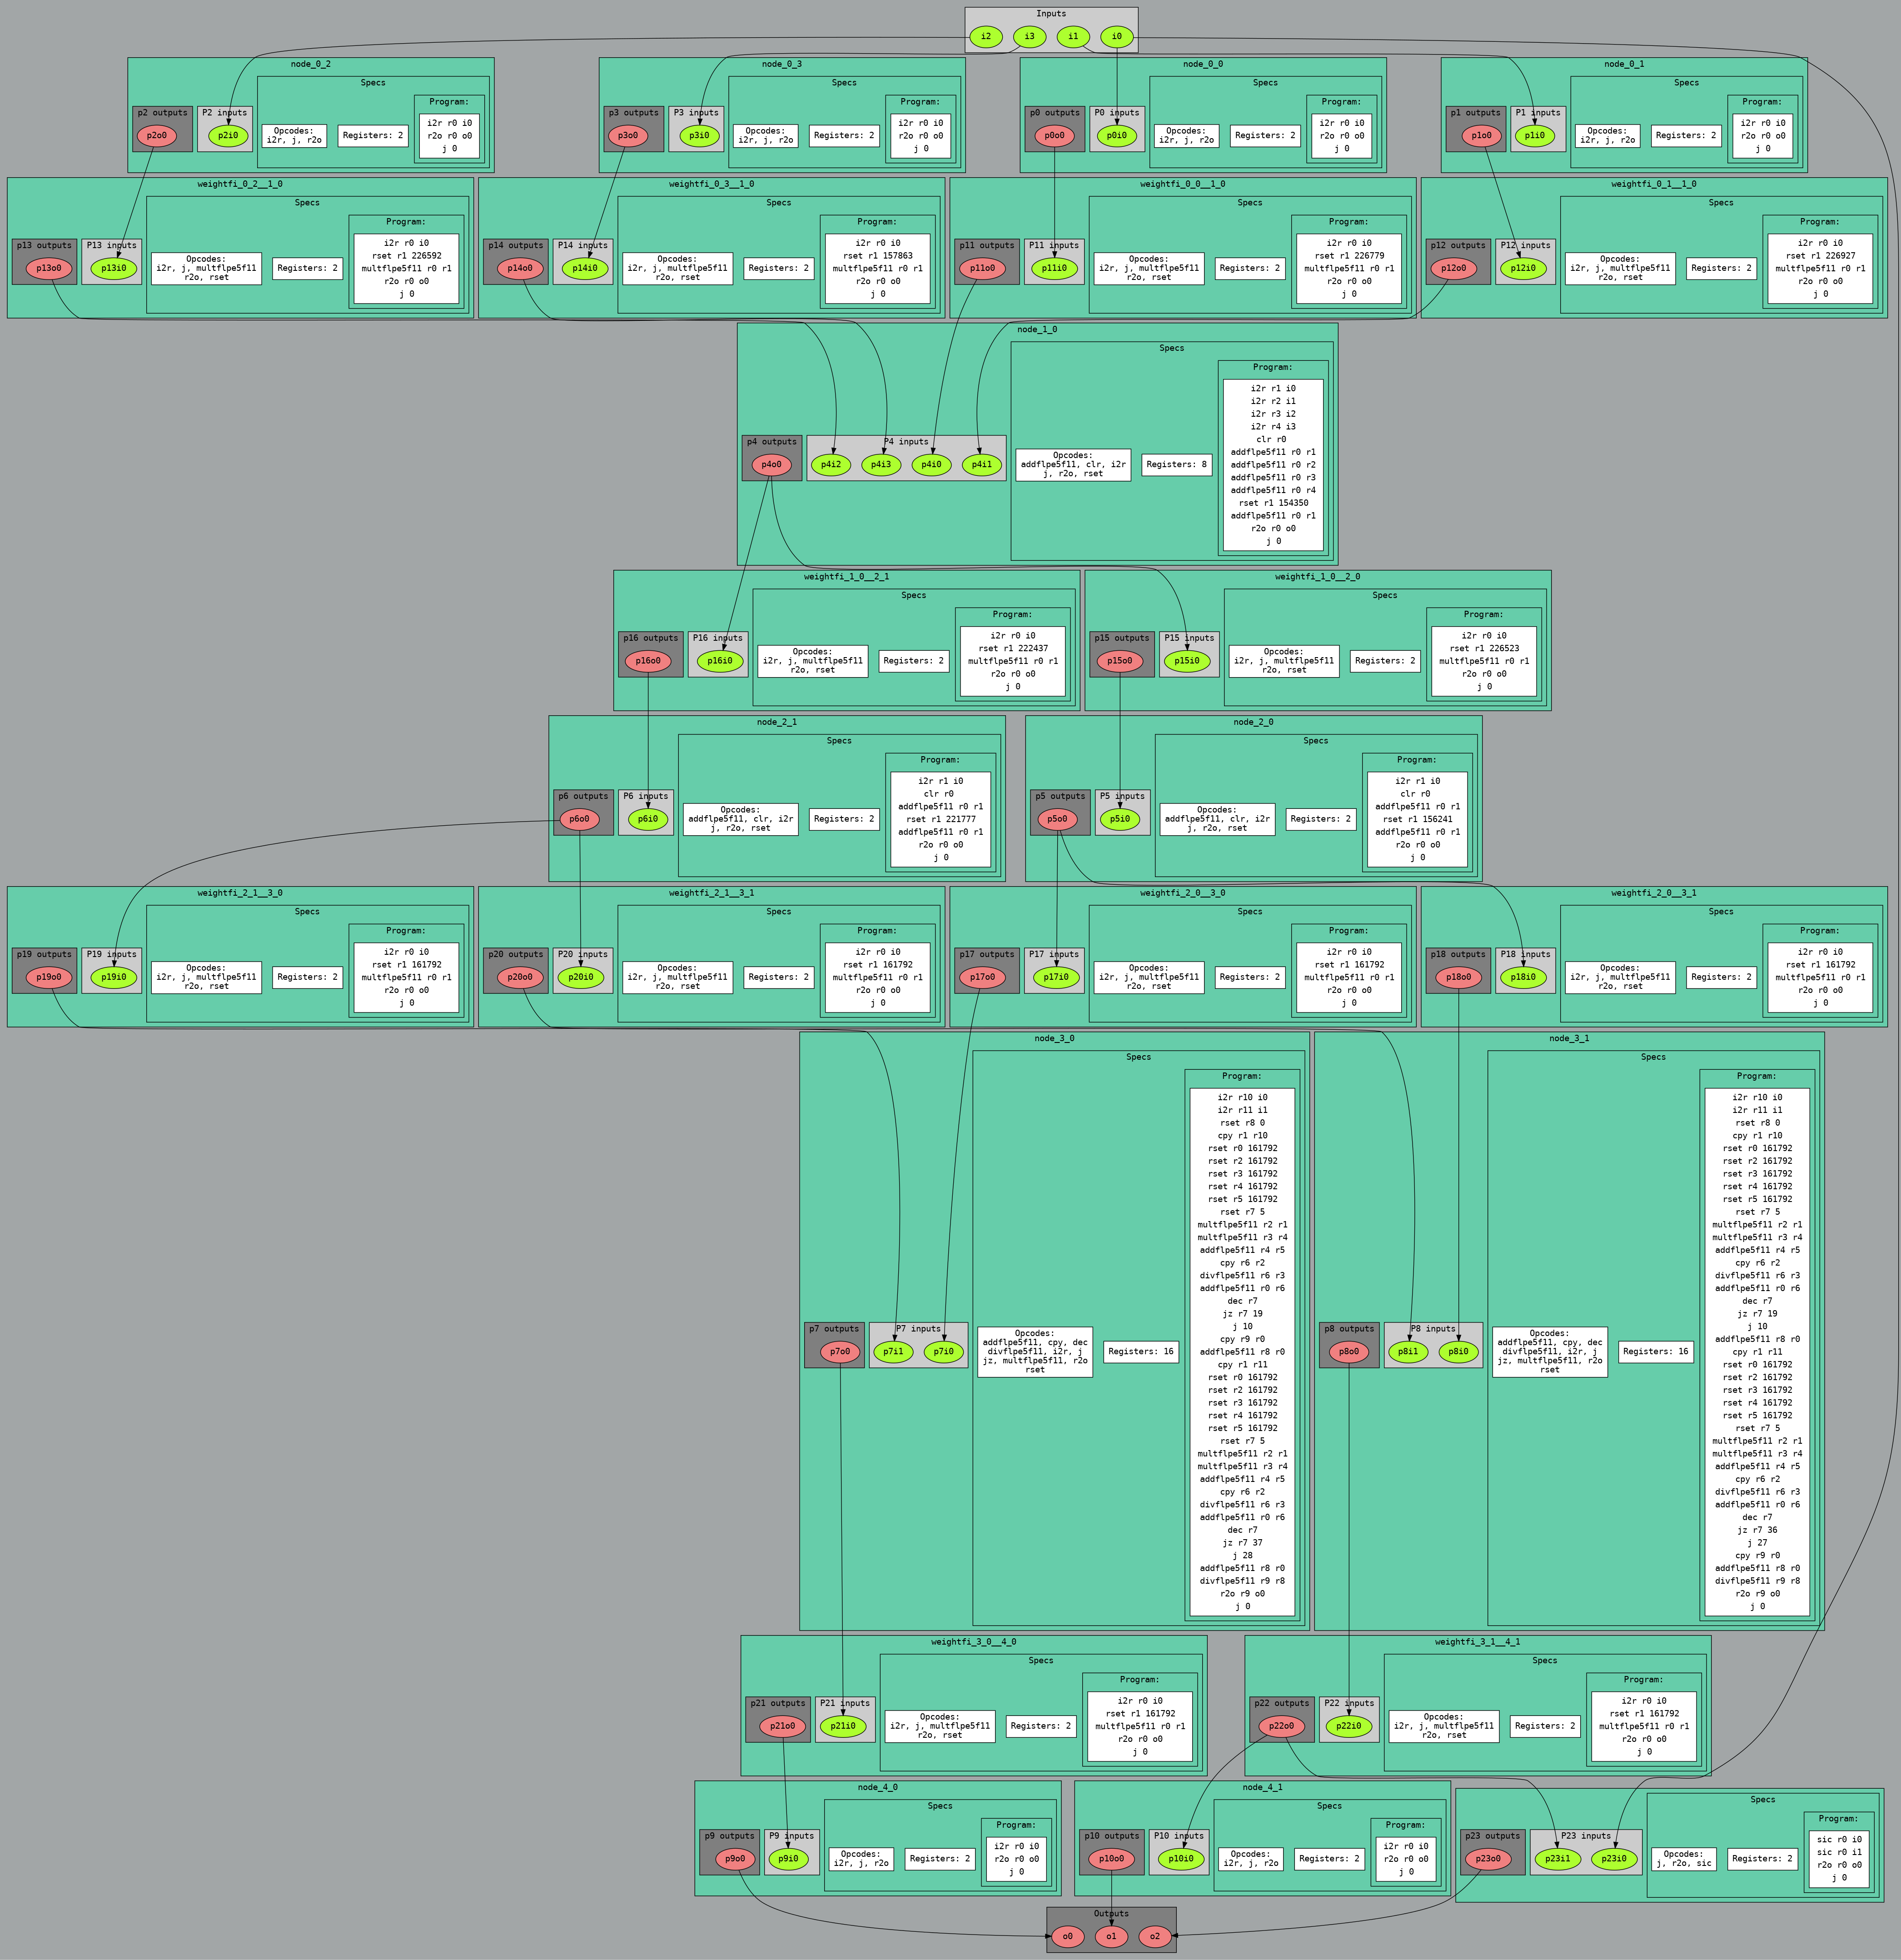 Inputs
i2
i3
i1
i0
node_0_2
p2 outputs
p2o0
P2 inputs
p2i0
Specs
Opcodes:
i2r, j, r2o
Registers: 2
Program:
i2r r0 i0
r2o r0 o0
j 0
node_0_3
p3 outputs
p3o0
P3 inputs
p3i0
Specs
Opcodes:
i2r, j, r2o
Registers: 2
Program:
i2r r0 i0
r2o r0 o0
j 0
node_0_0
p0 outputs
p0o0
P0 inputs
p0i0
Specs
Opcodes:
i2r, j, r2o
Registers: 2
Program:
i2r r0 i0
r2o r0 o0
j 0
node_0_1
p1 outputs
p1o0
P1 inputs
p1i0
Specs
Opcodes:
i2r, j, r2o
Registers: 2
Program:
i2r r0 i0
r2o r0 o0
j 0
weightfi_0_2__1_0
p13 outputs
p13o0
P13 inputs
p13i0
Specs
Opcodes:
i2r, j, multflpe5f11
r2o, rset
Registers: 2
Program:
i2r r0 i0
rset r1 226592
multflpe5f11 r0 r1
r2o r0 o0
j 0
weightfi_0_3__1_0
p14 outputs
p14o0
P14 inputs
p14i0
Specs
Opcodes:
i2r, j, multflpe5f11
r2o, rset
Registers: 2
Program:
i2r r0 i0
rset r1 157863
multflpe5f11 r0 r1
r2o r0 o0
j 0
weightfi_0_0__1_0
p11 outputs
p11o0
P11 inputs
p11i0
Specs
Opcodes:
i2r, j, multflpe5f11
r2o, rset
Registers: 2
Program:
i2r r0 i0
rset r1 226779
multflpe5f11 r0 r1
r2o r0 o0
j 0
weightfi_0_1__1_0
p12 outputs
p12o0
P12 inputs
p12i0
Specs
Opcodes:
i2r, j, multflpe5f11
r2o, rset
Registers: 2
Program:
i2r r0 i0
rset r1 226927
multflpe5f11 r0 r1
r2o r0 o0
j 0
node_1_0
p4 outputs
p4o0
P4 inputs
p4i2
p4i3
p4i0
p4i1
Specs
Opcodes:
addflpe5f11, clr, i2r
j, r2o, rset
Registers: 8
Program:
i2r r1 i0
i2r r2 i1
i2r r3 i2
i2r r4 i3
clr r0
addflpe5f11 r0 r1
addflpe5f11 r0 r2
addflpe5f11 r0 r3
addflpe5f11 r0 r4
rset r1 154350
addflpe5f11 r0 r1
r2o r0 o0
j 0
weightfi_1_0__2_1
p16 outputs
p16o0
P16 inputs
p16i0
Specs
Opcodes:
i2r, j, multflpe5f11
r2o, rset
Registers: 2
Program:
i2r r0 i0
rset r1 222437
multflpe5f11 r0 r1
r2o r0 o0
j 0
weightfi_1_0__2_0
p15 outputs
p15o0
P15 inputs
p15i0
Specs
Opcodes:
i2r, j, multflpe5f11
r2o, rset
Registers: 2
Program:
i2r r0 i0
rset r1 226523
multflpe5f11 r0 r1
r2o r0 o0
j 0
node_2_1
p6 outputs
p6o0
P6 inputs
p6i0
Specs
Opcodes:
addflpe5f11, clr, i2r
j, r2o, rset
Registers: 2
Program:
i2r r1 i0
clr r0
addflpe5f11 r0 r1
rset r1 221777
addflpe5f11 r0 r1
r2o r0 o0
j 0
node_2_0
p5 outputs
p5o0
P5 inputs
p5i0
Specs
Opcodes:
addflpe5f11, clr, i2r
j, r2o, rset
Registers: 2
Program:
i2r r1 i0
clr r0
addflpe5f11 r0 r1
rset r1 156241
addflpe5f11 r0 r1
r2o r0 o0
j 0
weightfi_2_1__3_0
p19 outputs
p19o0
P19 inputs
p19i0
Specs
Opcodes:
i2r, j, multflpe5f11
r2o, rset
Registers: 2
Program:
i2r r0 i0
rset r1 161792
multflpe5f11 r0 r1
r2o r0 o0
j 0
weightfi_2_1__3_1
p20 outputs
p20o0
P20 inputs
p20i0
Specs
Opcodes:
i2r, j, multflpe5f11
r2o, rset
Registers: 2
Program:
i2r r0 i0
rset r1 161792
multflpe5f11 r0 r1
r2o r0 o0
j 0
weightfi_2_0__3_0
p17 outputs
p17o0
P17 inputs
p17i0
Specs
Opcodes:
i2r, j, multflpe5f11
r2o, rset
Registers: 2
Program:
i2r r0 i0
rset r1 161792
multflpe5f11 r0 r1
r2o r0 o0
j 0
weightfi_2_0__3_1
p18 outputs
p18o0
P18 inputs
p18i0
Specs
Opcodes:
i2r, j, multflpe5f11
r2o, rset
Registers: 2
Program:
i2r r0 i0
rset r1 161792
multflpe5f11 r0 r1
r2o r0 o0
j 0
node_3_0
p7 outputs
p7o0
P7 inputs
p7i1
p7i0
Specs
Opcodes:
addflpe5f11, cpy, dec
divflpe5f11, i2r, j
jz, multflpe5f11, r2o
rset
Registers: 16
Program:
i2r r10 i0
i2r r11 i1
rset r8 0
cpy r1 r10
rset r0 161792
rset r2 161792
rset r3 161792
rset r4 161792
rset r5 161792
rset r7 5
multflpe5f11 r2 r1
multflpe5f11 r3 r4
addflpe5f11 r4 r5
cpy r6 r2
divflpe5f11 r6 r3
addflpe5f11 r0 r6
dec r7
jz r7 19
j 10
cpy r9 r0
addflpe5f11 r8 r0
cpy r1 r11
rset r0 161792
rset r2 161792
rset r3 161792
rset r4 161792
rset r5 161792
rset r7 5
multflpe5f11 r2 r1
multflpe5f11 r3 r4
addflpe5f11 r4 r5
cpy r6 r2
divflpe5f11 r6 r3
addflpe5f11 r0 r6
dec r7
jz r7 37
j 28
addflpe5f11 r8 r0
divflpe5f11 r9 r8
r2o r9 o0
j 0
node_3_1
p8 outputs
p8o0
P8 inputs
p8i1
p8i0
Specs
Opcodes:
addflpe5f11, cpy, dec
divflpe5f11, i2r, j
jz, multflpe5f11, r2o
rset
Registers: 16
Program:
i2r r10 i0
i2r r11 i1
rset r8 0
cpy r1 r10
rset r0 161792
rset r2 161792
rset r3 161792
rset r4 161792
rset r5 161792
rset r7 5
multflpe5f11 r2 r1
multflpe5f11 r3 r4
addflpe5f11 r4 r5
cpy r6 r2
divflpe5f11 r6 r3
addflpe5f11 r0 r6
dec r7
jz r7 19
j 10
addflpe5f11 r8 r0
cpy r1 r11
rset r0 161792
rset r2 161792
rset r3 161792
rset r4 161792
rset r5 161792
rset r7 5
multflpe5f11 r2 r1
multflpe5f11 r3 r4
addflpe5f11 r4 r5
cpy r6 r2
divflpe5f11 r6 r3
addflpe5f11 r0 r6
dec r7
jz r7 36
j 27
cpy r9 r0
addflpe5f11 r8 r0
divflpe5f11 r9 r8
r2o r9 o0
j 0
weightfi_3_0__4_0
p21 outputs
p21o0
P21 inputs
p21i0
Specs
Opcodes:
i2r, j, multflpe5f11
r2o, rset
Registers: 2
Program:
i2r r0 i0
rset r1 161792
multflpe5f11 r0 r1
r2o r0 o0
j 0
weightfi_3_1__4_1
p22 outputs
p22o0
P22 inputs
p22i0
Specs
Opcodes:
i2r, j, multflpe5f11
r2o, rset
Registers: 2
Program:
i2r r0 i0
rset r1 161792
multflpe5f11 r0 r1
r2o r0 o0
j 0
node_4_0
p9 outputs
p9o0
P9 inputs
p9i0
Specs
Opcodes:
i2r, j, r2o
Registers: 2
Program:
i2r r0 i0
r2o r0 o0
j 0
node_4_1
p10 outputs
p10o0
P10 inputs
p10i0
Specs
Opcodes:
i2r, j, r2o
Registers: 2
Program:
i2r r0 i0
r2o r0 o0
j 0
p23 outputs
p23o0
P23 inputs
p23i1
p23i0
Specs
Opcodes:
j, r2o, sic
Registers: 2
Program:
sic r0 i0
sic r0 i1
r2o r0 o0
j 0
Outputs
o0
o1
o2